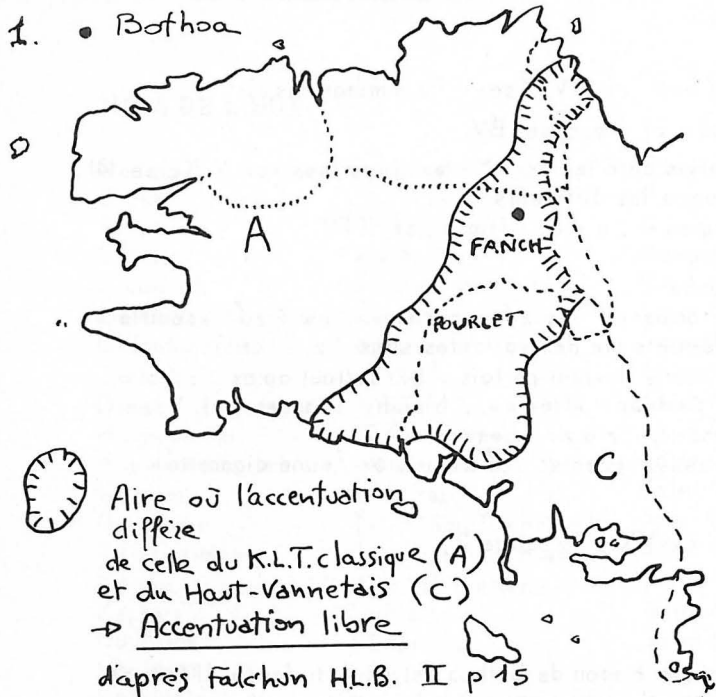 1. • Bothoa
A
FAÑCH
POURLET
C
Aire où l'accentuation
diffère
de celle du K.L.T. classique (A)
et du Haut-Vannetais (C)
→ Accentuation libre
d'après Falc'hun H.L.B. II p 15